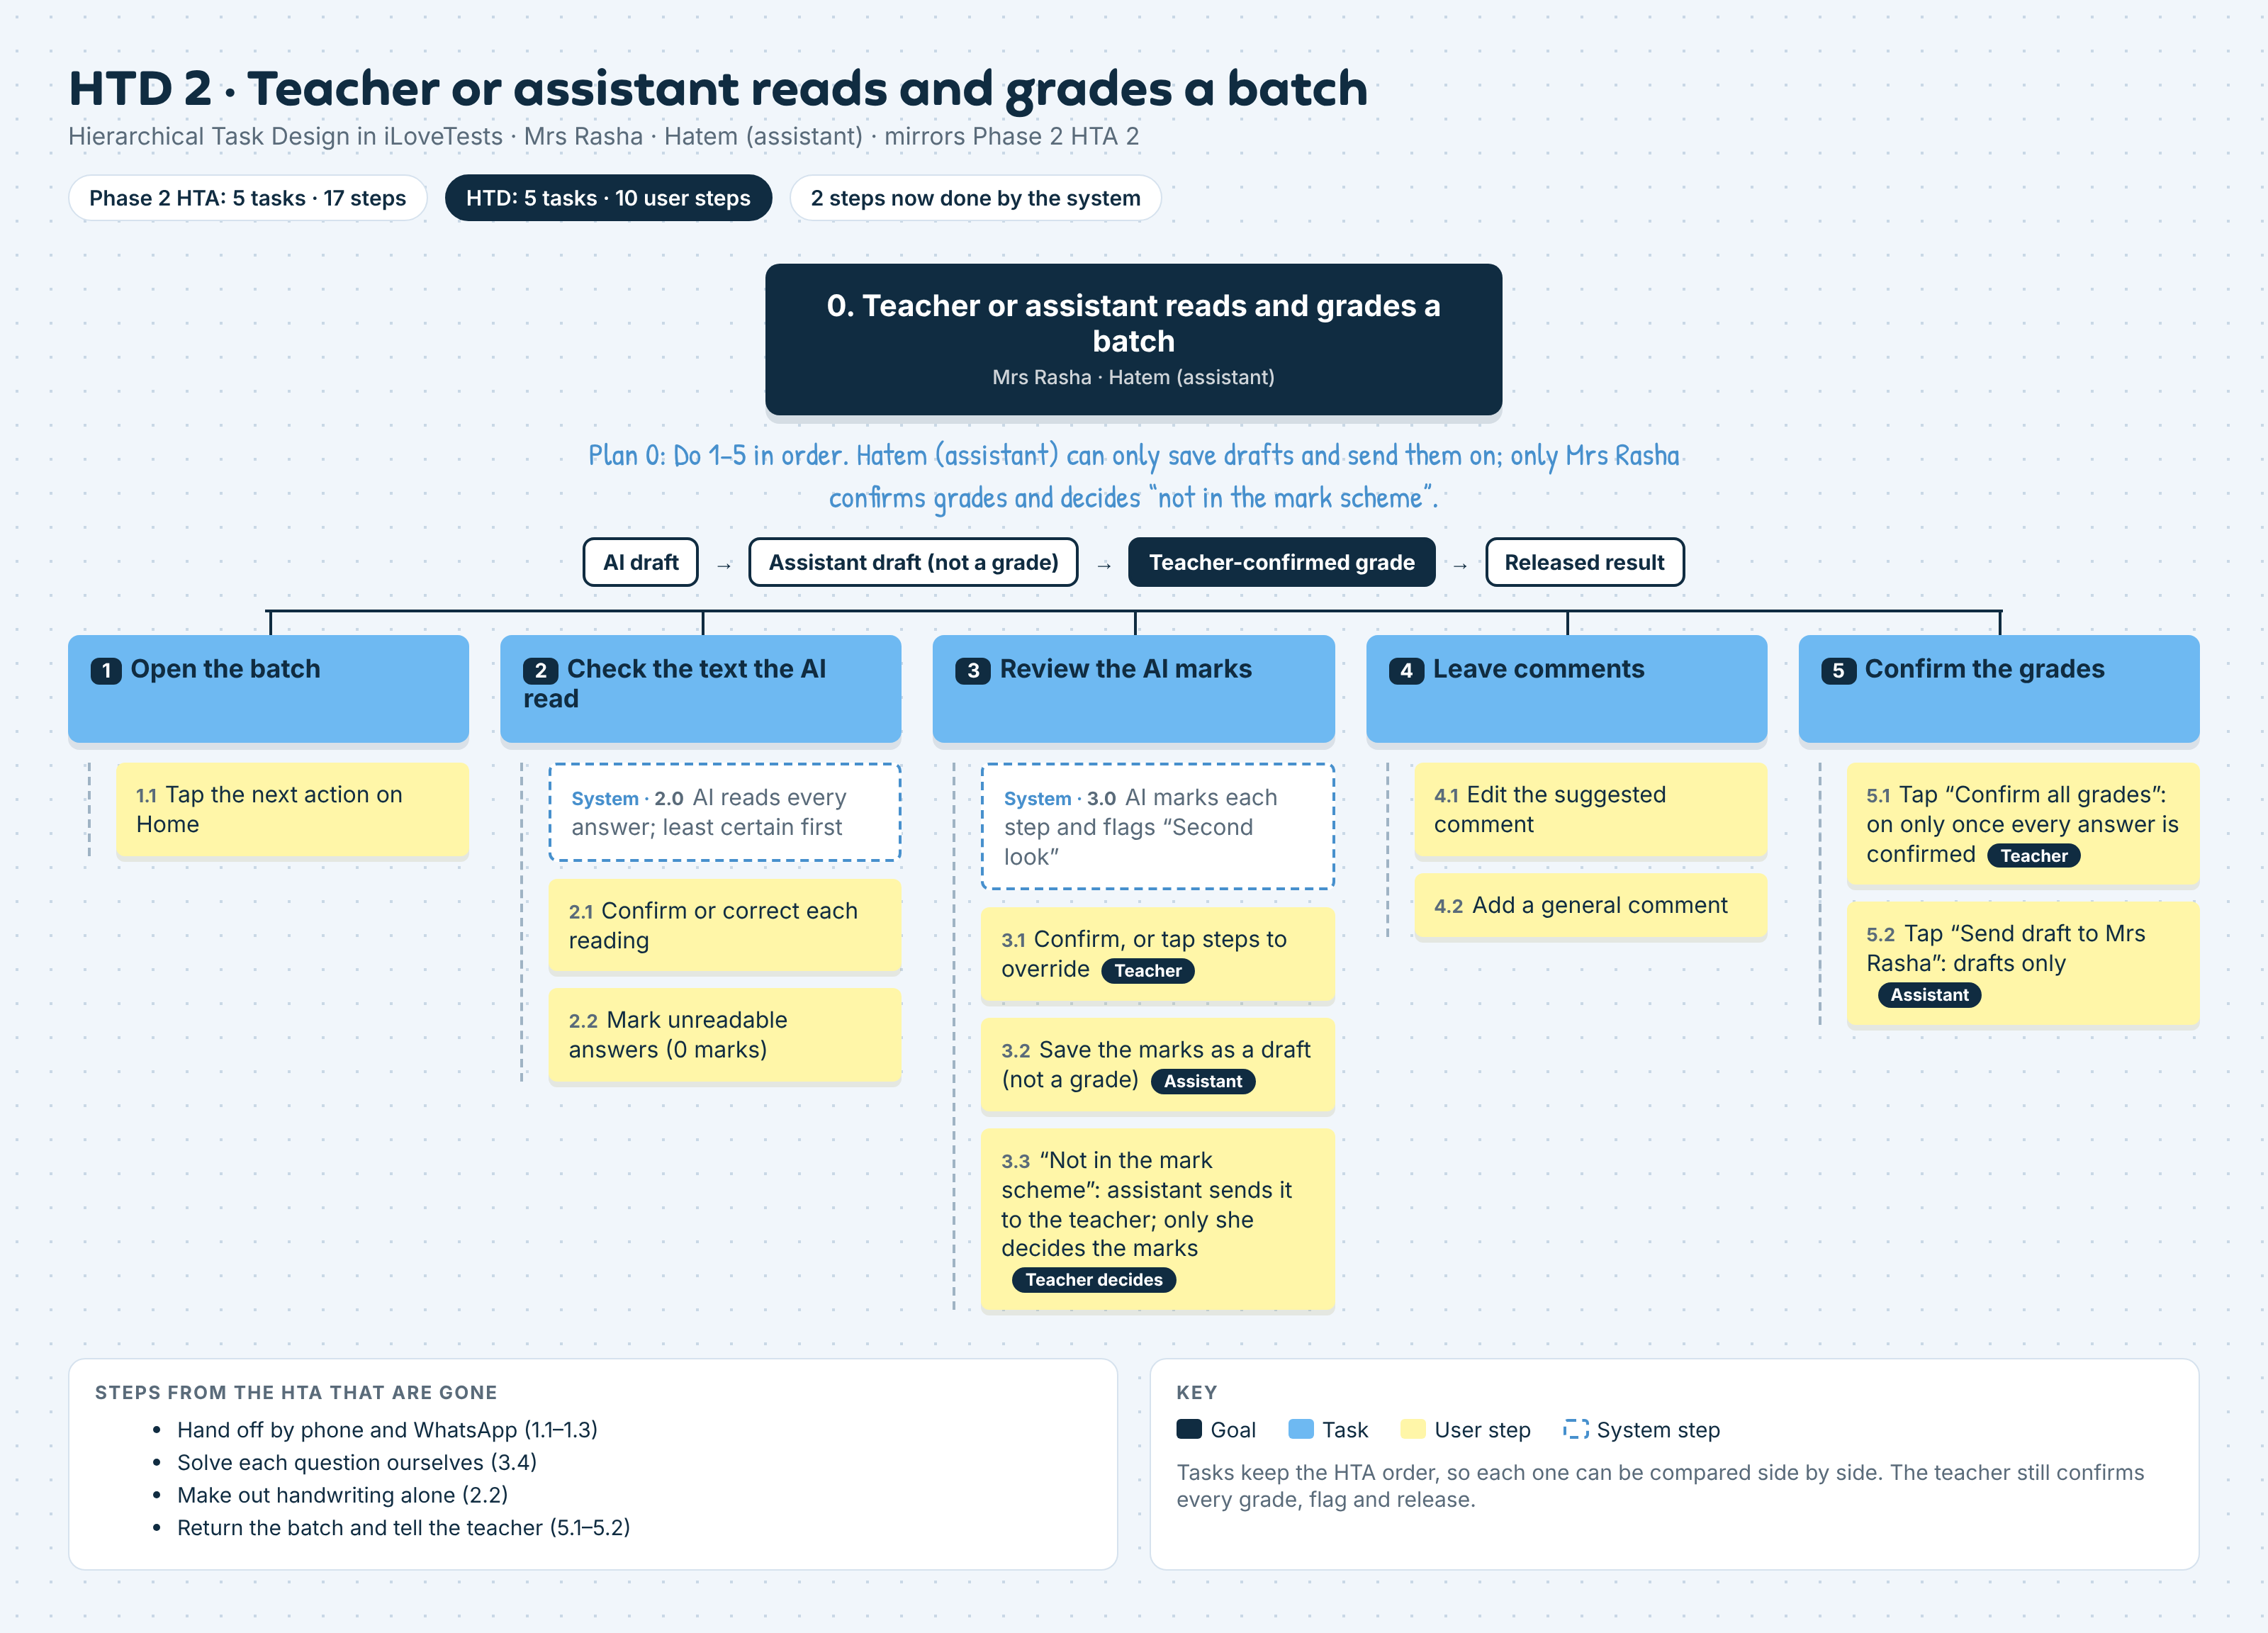 HTD 2 · Teacher or assistant reads and grades a batch
Hierarchical Task Design in iLoveTests · Mrs Rasha · Hatem (assistant) · mirrors Phase 2 HTA 2
Phase 2 HTA: 5 tasks · 17 steps
HTD: 5 tasks · 10 user steps
2 steps now done by the system
0. Teacher or assistant reads and grades a
batch
Mrs Rasha · Hatem (assistant)
Plan 0: Do 1–5 in order. Hatem (assistant) can only save drafts and send them on; only Mrs Rasha
confirms grades and decides “not in the mark scheme”.
AI draft → Assistant draft (not a grade) → Teacher-confirmed grade → Released result
1 Open the batch
1.1 Tap the next action on
Home
2 Check the text the AI
read
System · 2.0 AI reads every
answer; least certain first
2.1 Confirm or correct each
reading
2.2 Mark unreadable
answers (0 marks)
3 Review the AI marks
System · 3.0 AI marks each
step and flags “Second
look”
3.1 Confirm, or tap steps to
override Teacher
3.2 Save the marks as a draft
(not a grade) Assistant
3.3 “Not in the mark
scheme”: assistant sends it
to the teacher; only she
decides the marks
Teacher decides
4 Leave comments
4.1 Edit the suggested
comment
4.2 Add a general comment
5 Confirm the grades
5.1 Tap “Confirm all grades”:
on only once every answer is
confirmed Teacher
5.2 Tap “Send draft to Mrs
Rasha”: drafts only
Assistant
STEPS FROM THE HTA THAT ARE GONE
• Hand off by phone and WhatsApp (1.1–1.3)
• Solve each question ourselves (3.4)
• Make out handwriting alone (2.2)
• Return the batch and tell the teacher (5.1–5.2)
KEY
Goal Task User step System step
Tasks keep the HTA order, so each one can be compared side by side. The teacher still confirms
every grade, flag and release.